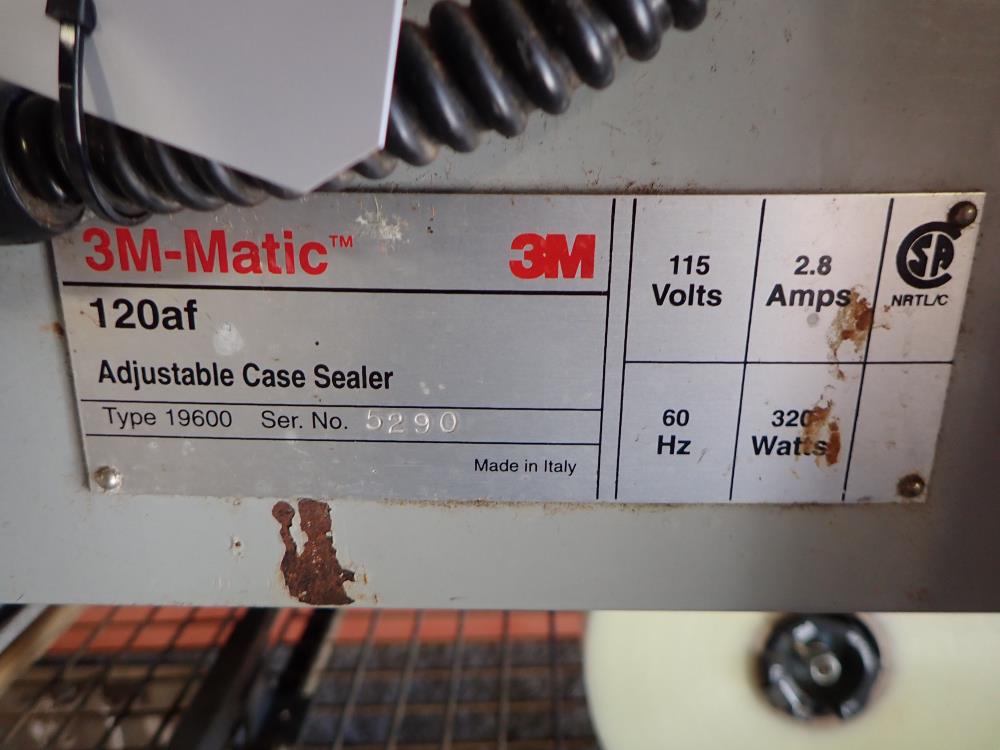 3M-Matic™
3M
120af
Adjustable Case Sealer
Type 19600 Ser. No. 5290
Made in Italy
115
Volts
2.8
Amps
60
Hz
320
Watts
SA
NRTL/C